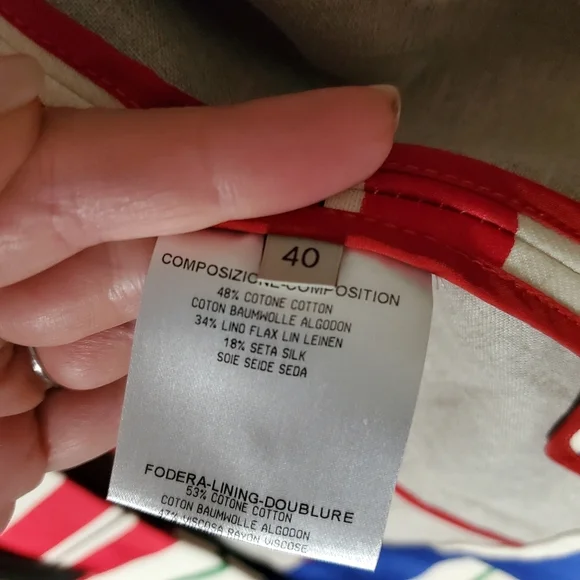 40
COMPOSIZIONE-COMPOSITION
48% COTONE COTTON
COTON BAUMWOLLE ALGODON
34% LINO FLAX LIN LEINEN
18% SETA SILK
SOIE SEIDE SEDA
FODERA-LINING-DOUBLURE
53% COTONE COTTON
COTON BAUMWOLLE ALGODON
47% VISCOSA RAYON VISCOSE